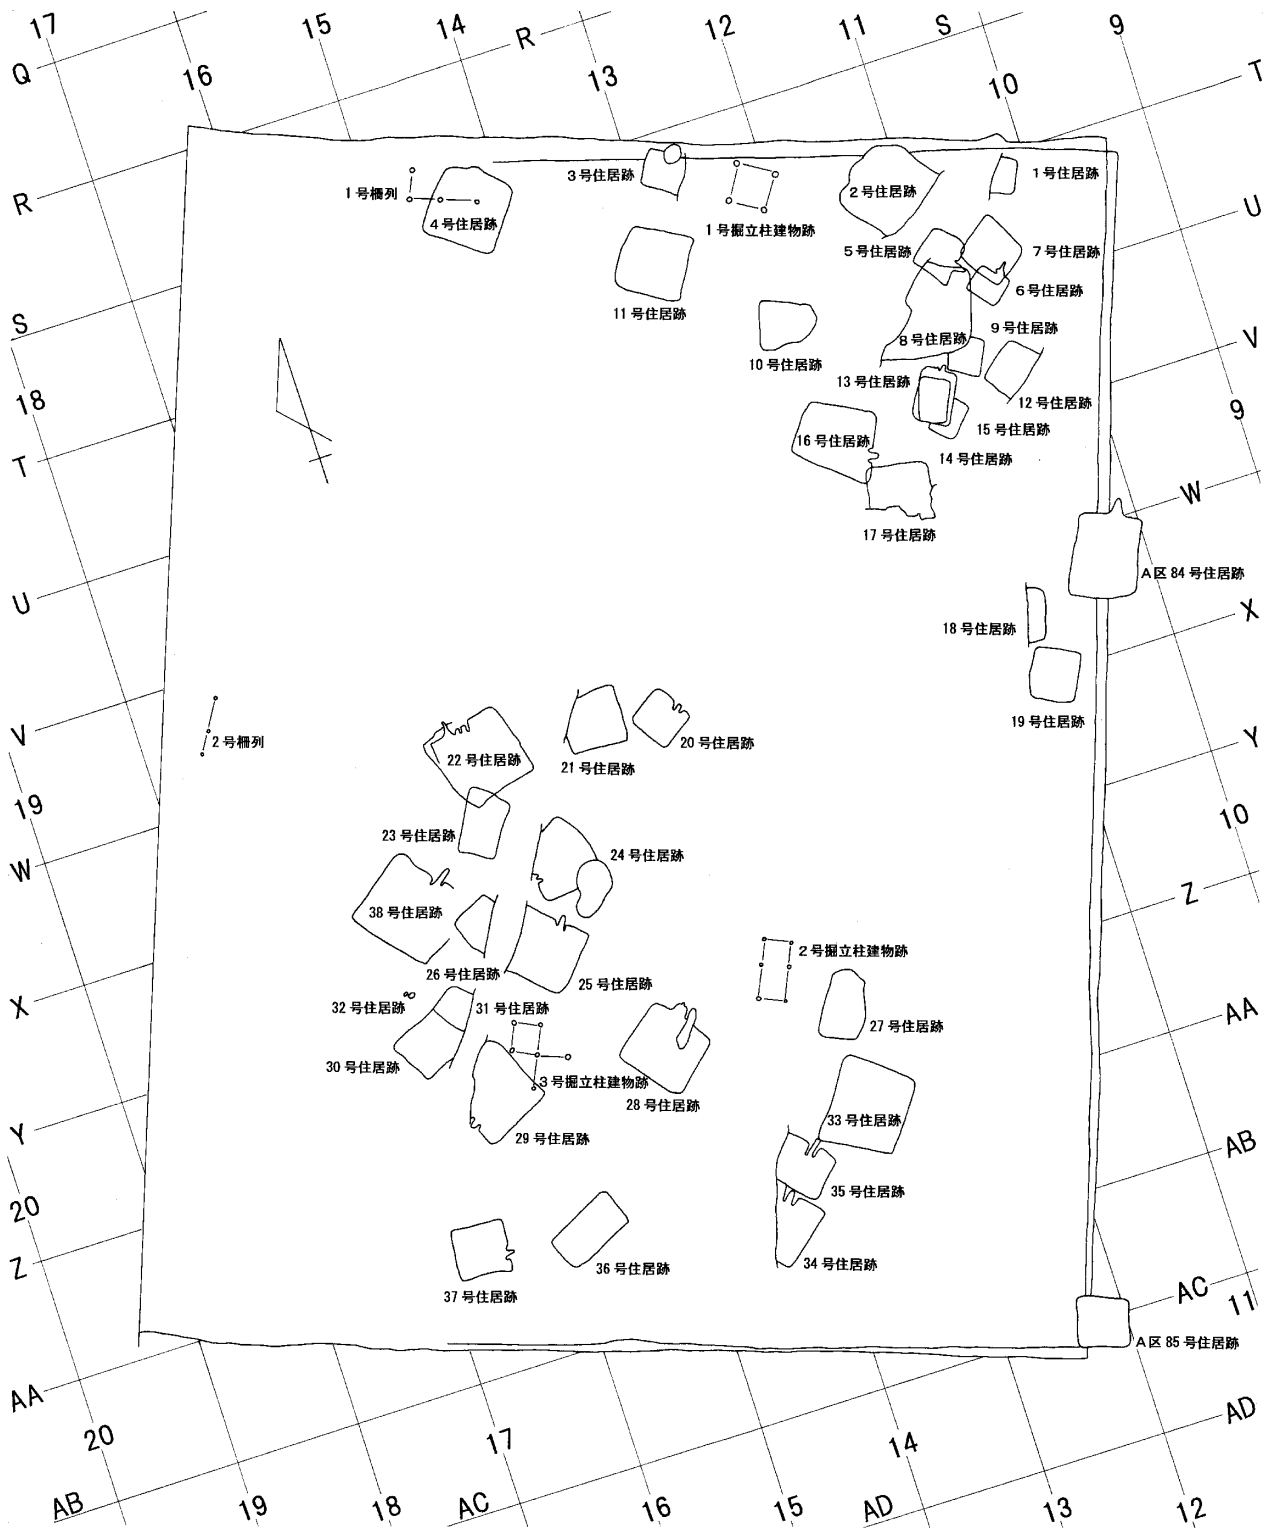 17
15
14
R
12
11
S
9
Q
16
13
10
T
1号柵列
4号住居跡
3号住居跡
1号掘立柱建物跡
2号住居跡
1号住居跡
R
U
5号住居跡
7号住居跡
6号住居跡
11号住居跡
S
9号住居跡
8号住居跡
V
10号住居跡
13号住居跡
12号住居跡
18
9
15号住居跡
16号住居跡
14号住居跡
T
W
17号住居跡
A区84号住居跡
U
X
18号住居跡
19号住居跡
V
Y
2号柵列
20号住居跡
21号住居跡
22号住居跡
19
10
23号住居跡
24号住居跡
W
Z
38号住居跡
2号掘立柱建物跡
26号住居跡
25号住居跡
X
32号住居跡
31号住居跡
AA
27号住居跡
30号住居跡
3号掘立柱建物跡
28号住居跡
33号住居跡
Y
29号住居跡
AB
35号住居跡
20
Z
34号住居跡
36号住居跡
37号住居跡
AC
11
A区85号住居跡
AA
AD
20
17
14
AB
19
18
AC
16
15
AD
13
12